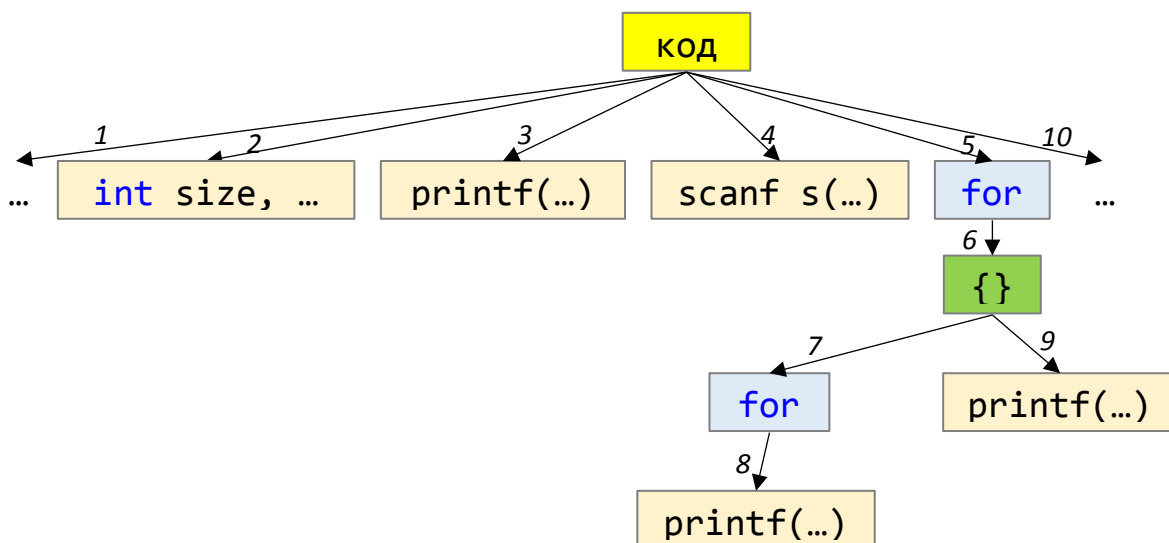 код
1 2 3 4 5 10
… int size, … printf(…) scanf s(…) for …
6
{}
7 9
for printf(…)
8
printf(…)